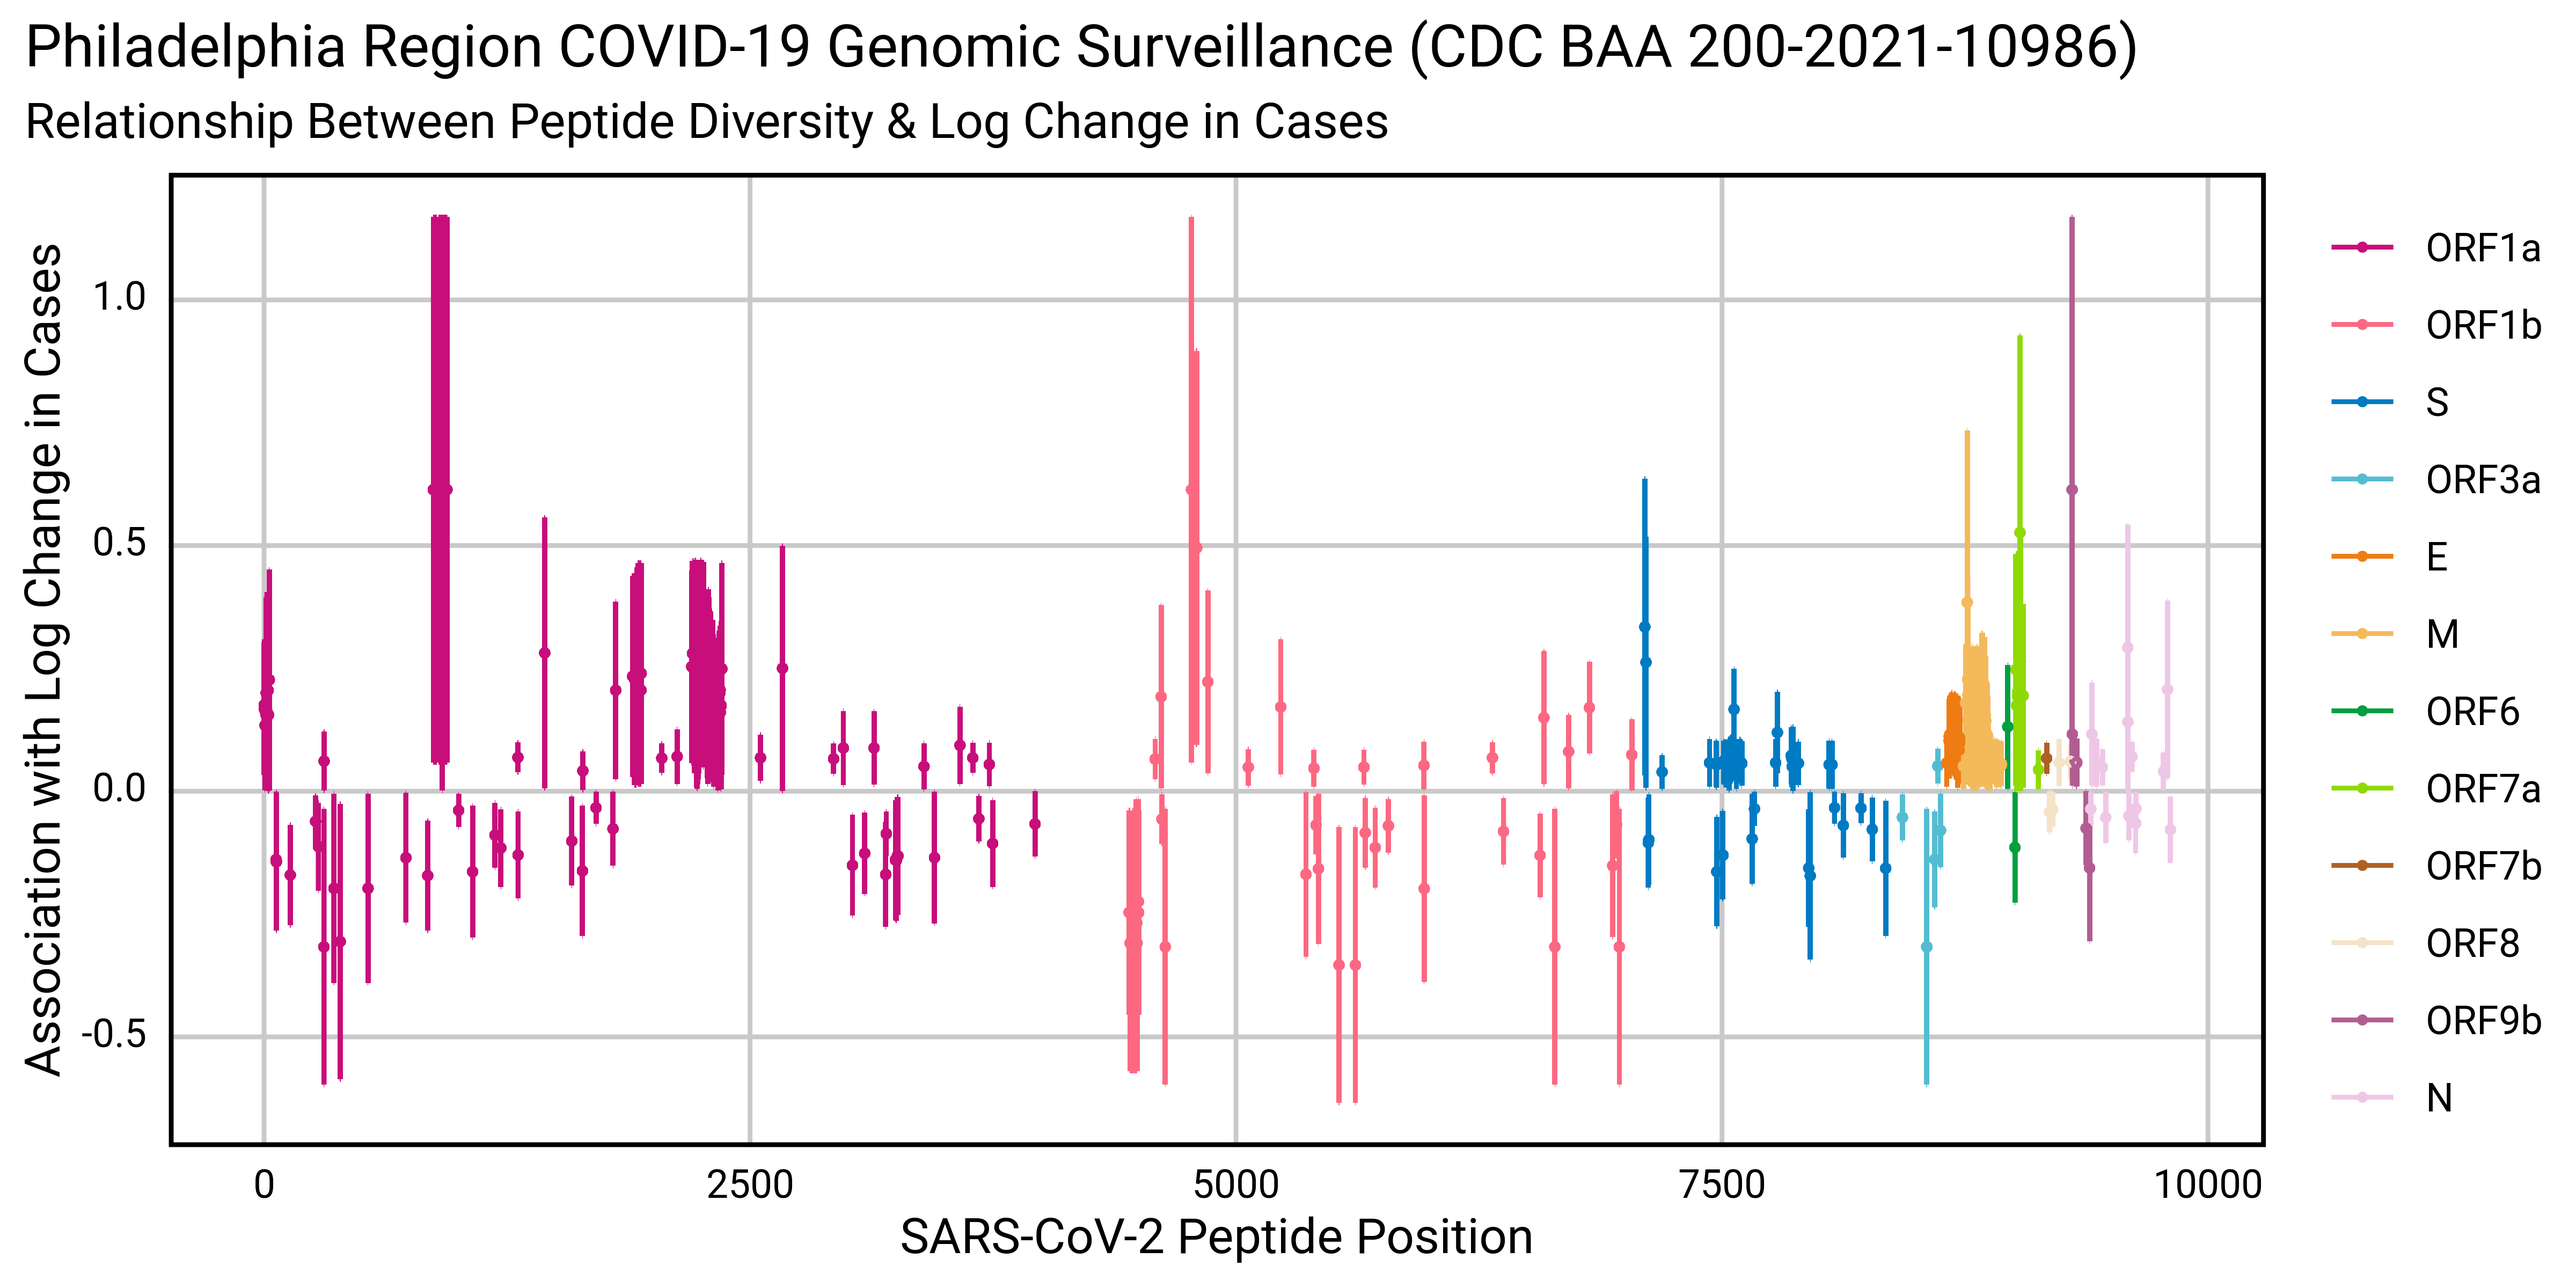 Philadelphia Region COVID-19 Genomic Surveillance (CDC BAA 200-2021-10986)
Relationship Between Peptide Diversity & Log Change in Cases
Association with Log Change in Cases
1.0
0.5
0.0
-0.5
0
2500
5000
7500
10000
SARS-CoV-2 Peptide Position
ORF1a
ORF1b
S
ORF3a
E
M
ORF6
ORF7a
ORF7b
ORF8
ORF9b
N